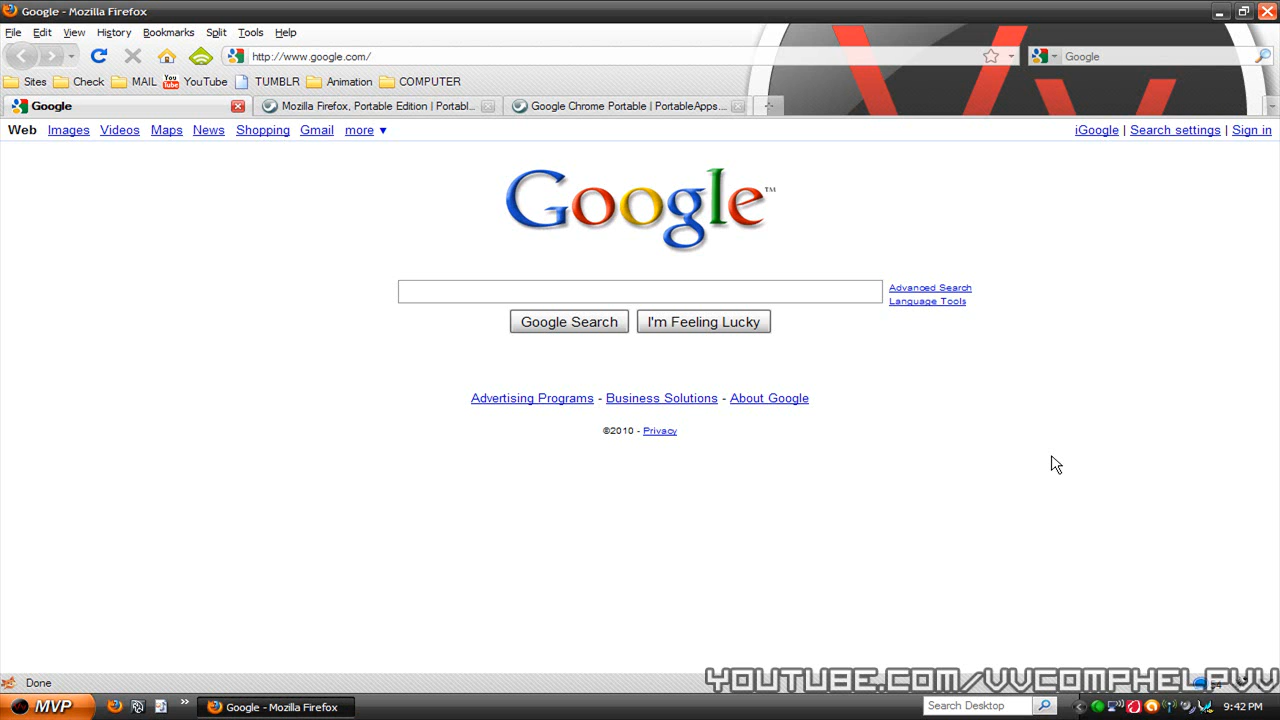 Google - Mozilla Firefox
File Edit View History Bookmarks Split Tools Help
http://www.google.com/ Google
Sites Check MAIL You Tube YouTube TUMBLR Animation COMPUTER
Google Mozilla Firefox, Portable Edition | Portabl... Google Chrome Portable | PortableApps....
Web Images Videos Maps News Shopping Gmail more ▼ iGoogle | Search settings | Sign in
Google™
Advanced Search
Language Tools
Google Search I'm Feeling Lucky
Advertising Programs - Business Solutions - About Google
©2010 - Privacy
Done
YOUTUBE.COM/VVCOMPHELPVV
MVP Google - Mozilla Firefox Search Desktop 9:42 PM